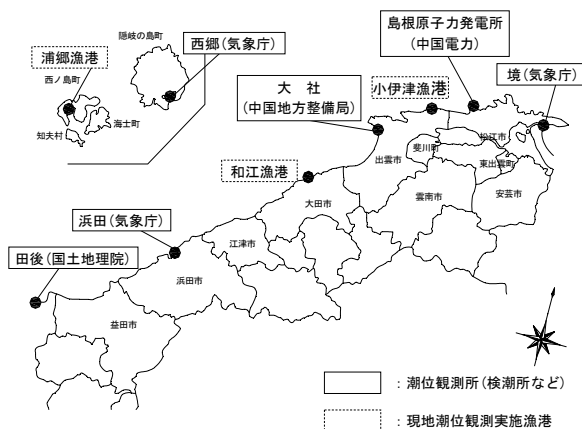 隠岐の島町
西郷(気象庁)
浦郷漁港
西ノ島町
海士町
知夫村
島根原子力発電所
(中国電力)
境(気象庁)
大　社
(中国地方整備局)
小伊津漁港
松江市
斐川町
東出雲町
出雲市
安芸市
雲南市
和江漁港
大田市
浜田(気象庁)
江津市
田後(国土地理院)
浜田市
益田市
：潮位観測所(検潮所など)
：現地潮位観測実施漁港